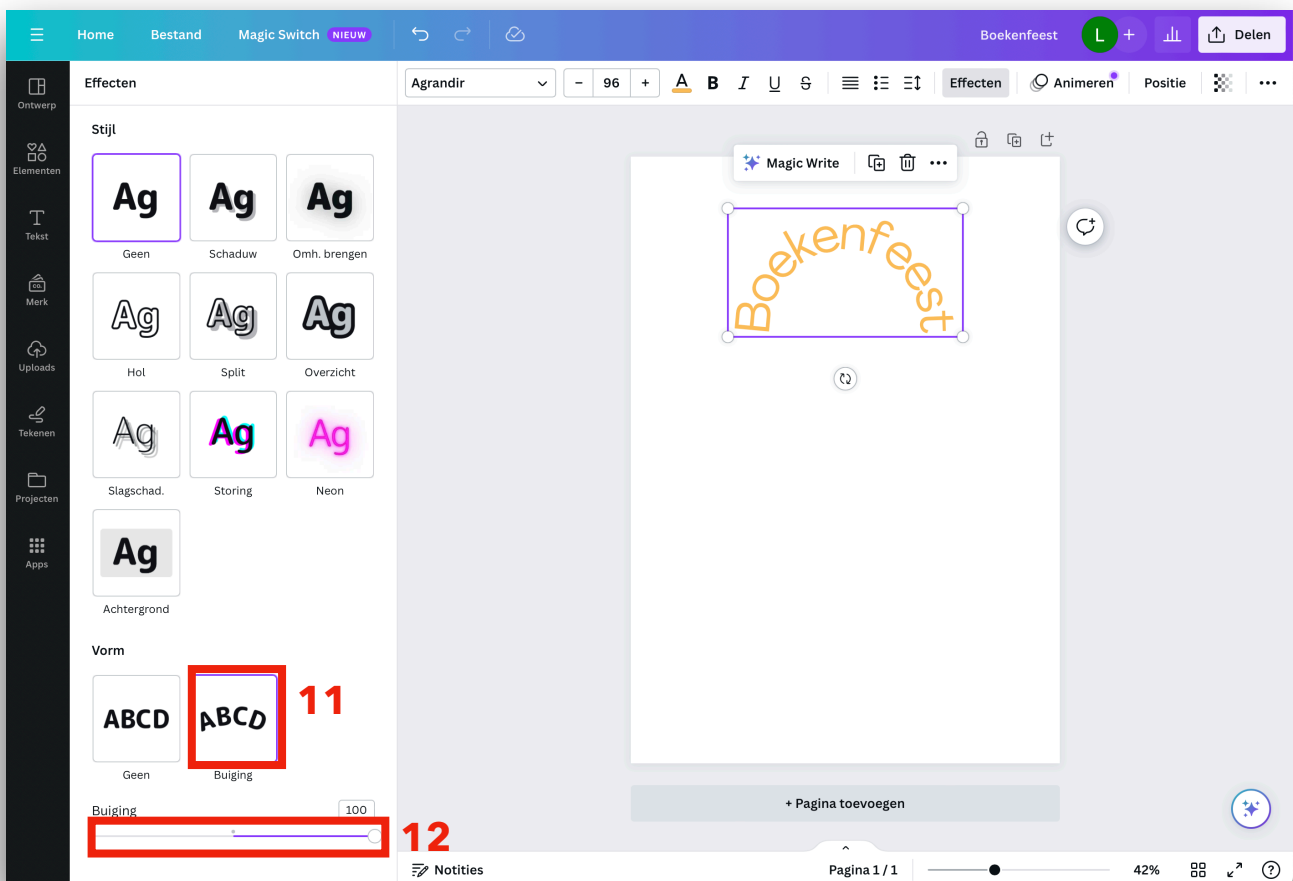 Home Bestand Magic Switch NIEUW Boekenfeest L + Delen
Ontwerp
Elementen
Tekst
CO.
Merk
Uploads
Tekenen
Projecten
Apps
Effecten
Agrandir - 96 + A B I U S Effecten Animeren Positie
Stijl
Ag Ag Ag
Geen Schaduw Omh. brengen
Ag Ag Ag
Hol Split Overzicht
Ag Ag Ag
Slagschad. Storing Neon
Ag
Achtergrond
Vorm
ABCD ABCD 11
Geen Buiging
Buiging 100
12
Magic Write
Boekenfeest
+ Pagina toevoegen
Notities Pagina 1 / 1 42% ?